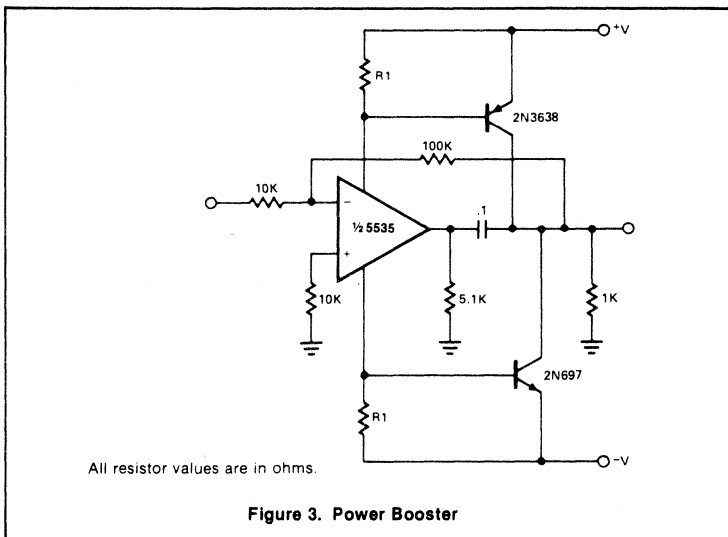 +V
R1
2N3638
100K
10K
−
½ 5535
.1
+
10K
5.1K
1K
2N697
R1
−V
All resistor values are in ohms.
Figure 3. Power Booster